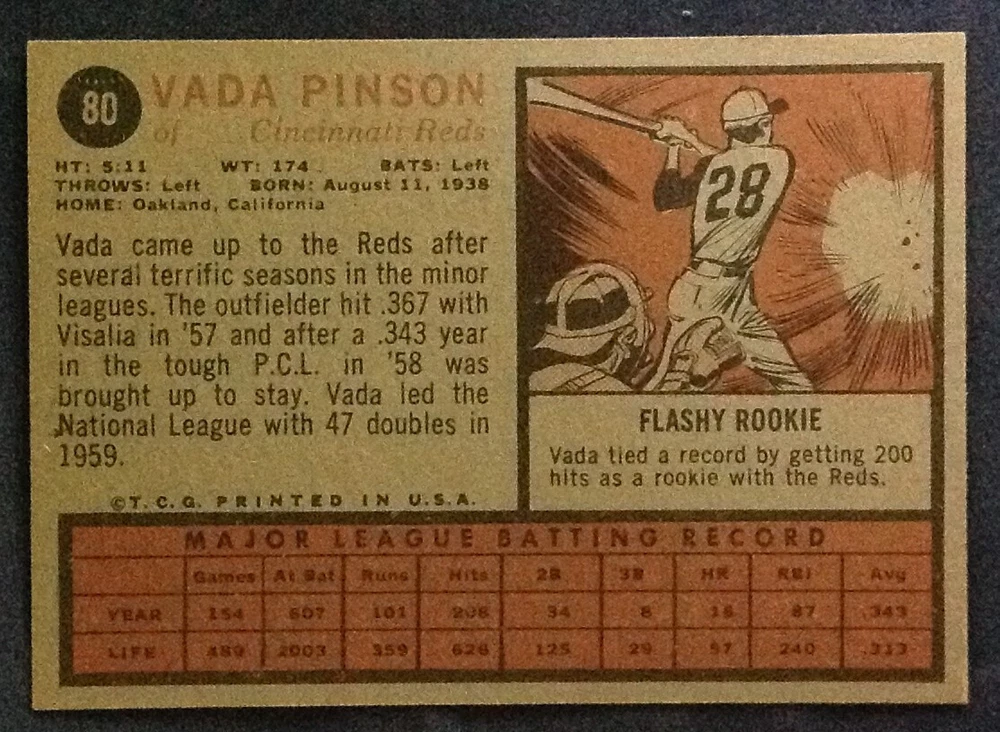 80
VADA PINSON
of Cincinnati Reds
HT: 5:11 WT: 174 BATS: Left
THROWS: Left BORN: August 11, 1938
HOME: Oakland, California
Vada came up to the Reds after
several terrific seasons in the minor
leagues. The outfielder hit .367 with
Visalia in '57 and after a .343 year
in the tough P.C.L. in '58 was
brought up to stay. Vada led the
National League with 47 doubles in
1959.
©T.C.G. PRINTED IN U.S.A.
28
FLASHY ROOKIE
Vada tied a record by getting 200
hits as a rookie with the Reds.
MAJOR LEAGUE BATTING RECORD
Games At Bat Runs Hits 2B 3B HR RBI Avg
YEAR 154 607 101 208 34 8 16 87 .343
LIFE 489 2003 359 626 125 29 57 240 .313